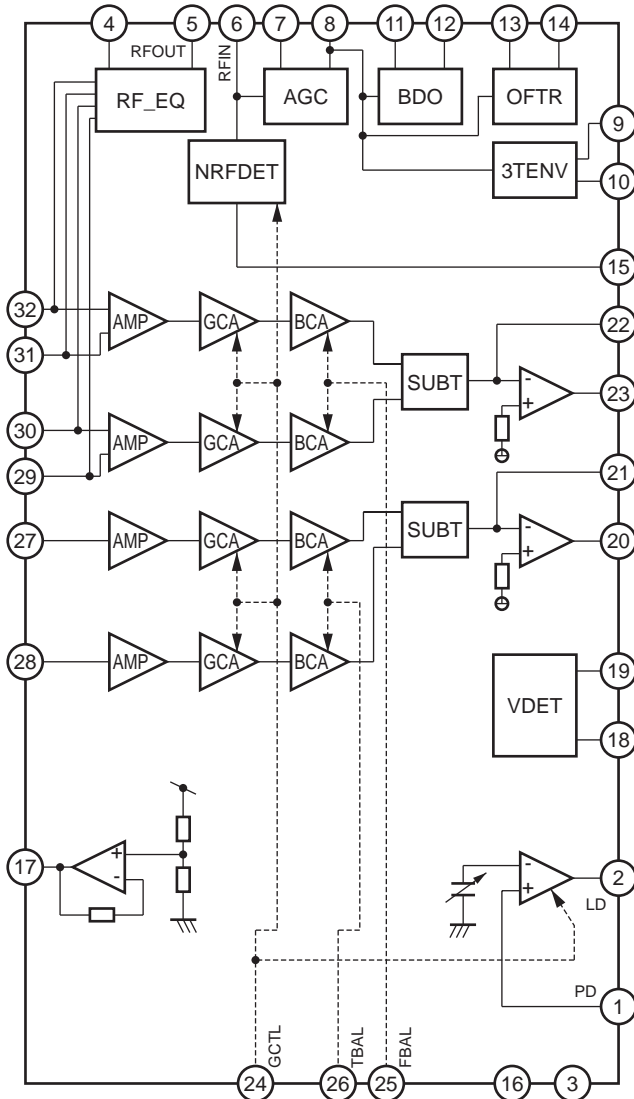 4 5 6 7 8 11 12 13 14
RFOUT
RFIN
RF_EQ AGC BDO OFTR
9
NRFDET 3TENV
10
15
32 AMP GCA BCA 22
31 SUBT - 23
+
30 AMP GCA BCA
29 21
27 AMP GCA BCA SUBT - 20
+
28 AMP GCA BCA 19
VDET
18
17 + - + 2
-
LD
PD
1
GCTL TBAL FBAL
24 26 25 16 3